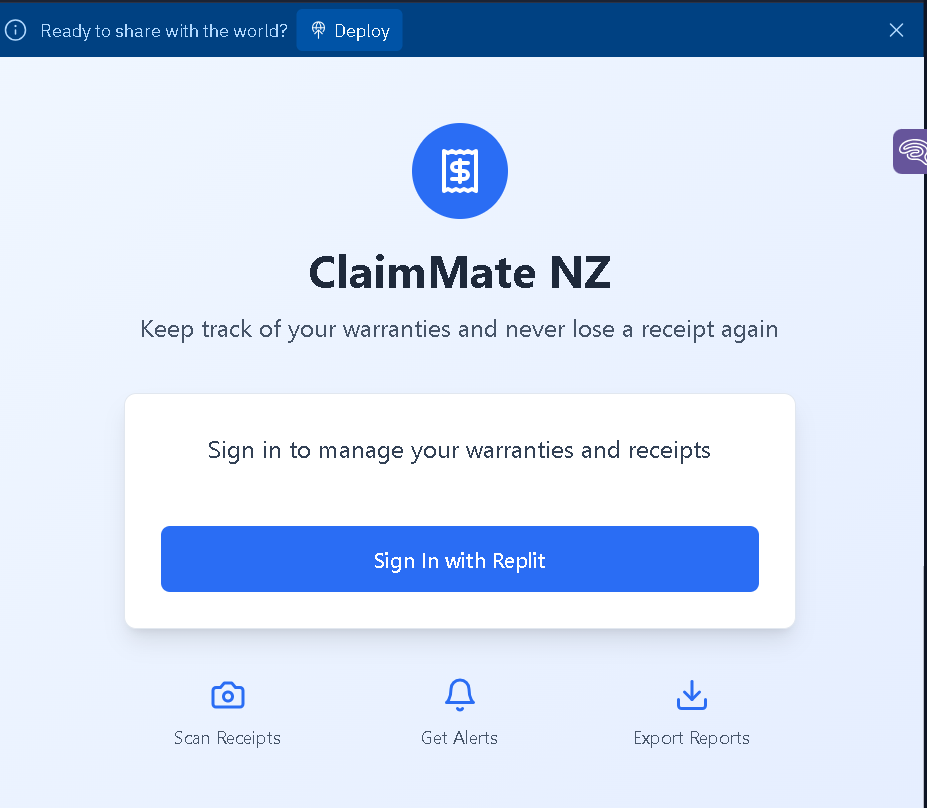 Ready to share with the world? Deploy
ClaimMate NZ
Keep track of your warranties and never lose a receipt again
Sign in to manage your warranties and receipts
Sign In with Replit
Scan Receipts Get Alerts Export Reports